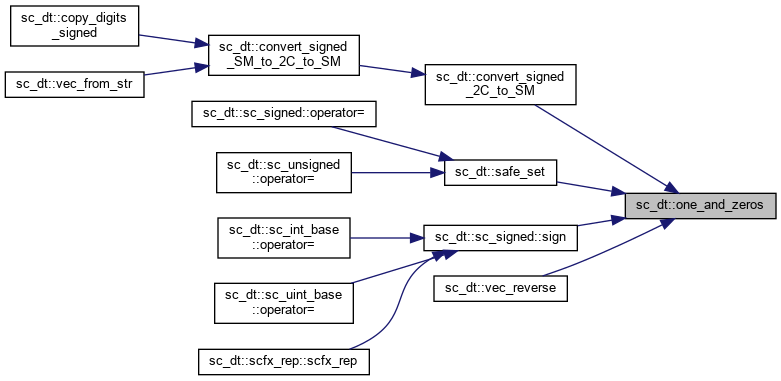 sc_dt::copy_digits
_signed
sc_dt::vec_from_str
sc_dt::convert_signed
_SM_to_2C_to_SM
sc_dt::convert_signed
_2C_to_SM
sc_dt::sc_signed::operator=
sc_dt::sc_unsigned
::operator=
sc_dt::safe_set
sc_dt::one_and_zeros
sc_dt::sc_int_base
::operator=
sc_dt::sc_signed::sign
sc_dt::sc_uint_base
::operator=
sc_dt::vec_reverse
sc_dt::scfx_rep::scfx_rep